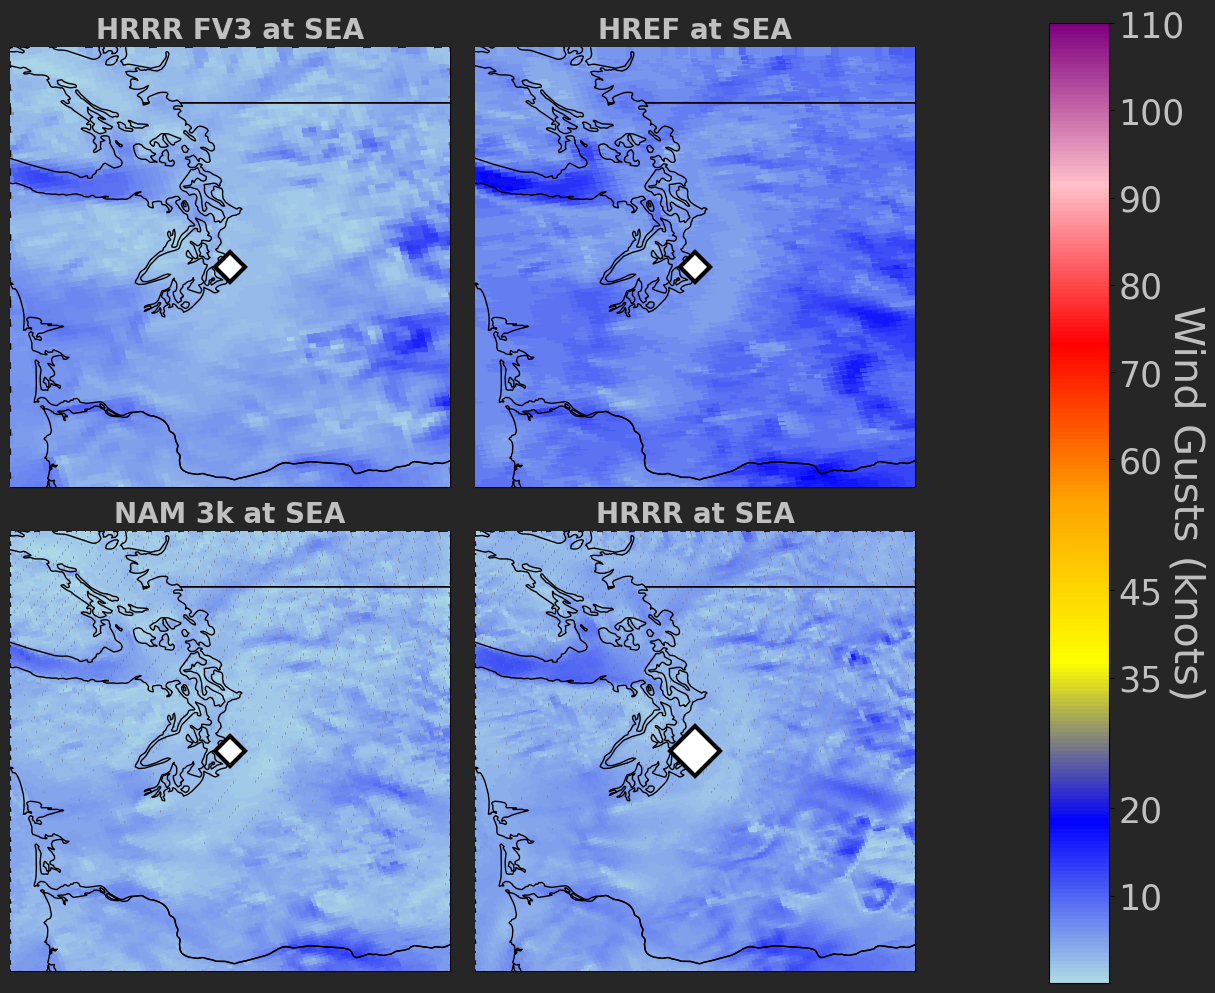 HRRR FV3 at SEA
HREF at SEA
NAM 3k at SEA
HRRR at SEA
110
100
90
80
70
60
45
35
20
10
Wind Gusts (knots)